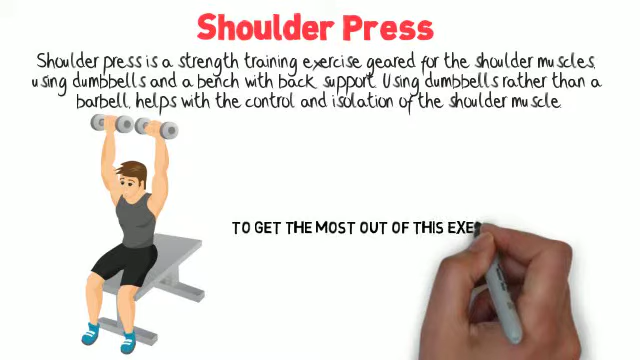 Shoulder Press
Shoulder press is a strength training exercise geared for the shoulder muscles,
using dumbbells and a bench with back support. Using dumbbells rather than a
barbell, helps with the control and isolation of the shoulder muscle.
TO GET THE MOST OUT OF THIS EXE